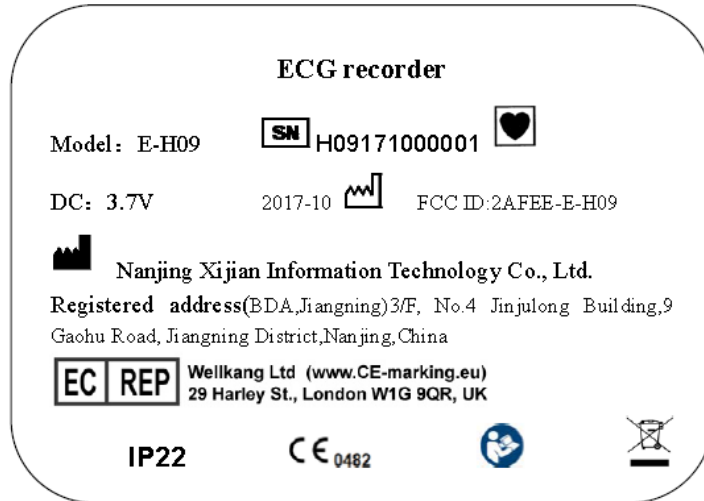 ECG recorder
Model： E-H09 SN H09171000001
DC： 3.7V 2017-10 FCC ID:2AFEE-E-H09
Nanjing Xijian Information Technology Co., Ltd.
Registered address(BDA,Jiangning)3/F, No.4 Jinjulong Building,9
Gaohu Road, Jiangning District,Nanjing,China
EC REP Wellkang Ltd (www.CE-marking.eu)
29 Harley St., London W1G 9QR, UK
IP22 CE 0482